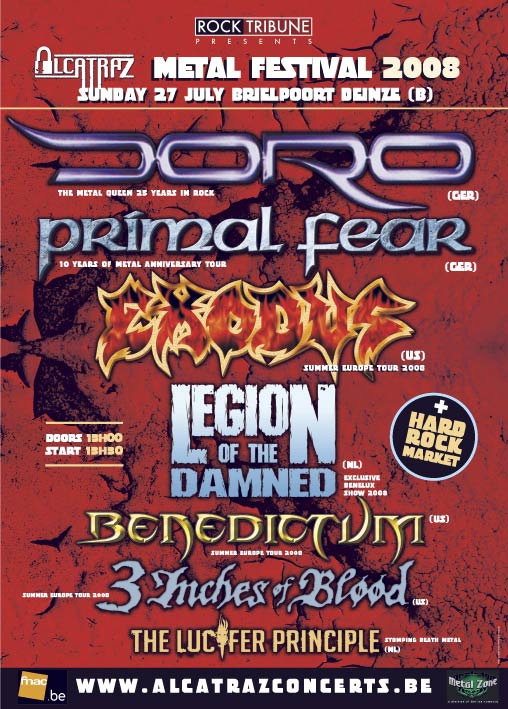 ROCK TRIBUNE
PRESENTS
ALCATRAZ METAL FESTIVAL 2008
SUNDAY 27 JULY BRIELPOORT DEINZE (B)
DORO
THE METAL QUEEN 25 YEARS IN ROCK
(GER)
primal fear
10 YEARS OF METAL ANNIVERSARY TOUR
(GER)
EXODUS
(US)
SUMMER EUROPE TOUR 2008
LEGION
OF THE
DAMNED
(NL)
EXCLUSIVE
BENELUX
SHOW 2008
DOORS 13H00
START 13H30
+
HARD
ROCK
MARKET
BENEDICTVM
(US)
SUMMER EUROPE TOUR 2008
SUMMER EUROPE TOUR 2008
3 Inches of Blood
(US)
THE LUCIFER PRINCIPLE
STOMPING DEATH METAL
(NL)
fnac
.be
WWW.ALCATRAZCONCERTS.BE
Metal Zone